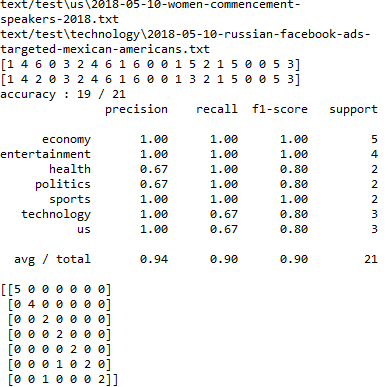 text/test\us\2018-05-10-women-commencement-
speakers-2018.txt
text/test\technology\2018-05-10-russian-facebook-ads-
targeted-mexican-americans.txt
[1 4 6 0 3 2 4 6 1 6 0 0 1 5 2 1 5 0 0 5 3]
[1 4 2 0 3 2 4 6 1 6 0 0 1 3 2 1 5 0 0 5 3]
accuracy : 19 / 21
precision recall f1-score support
economy 1.00 1.00 1.00 5
entertainment 1.00 1.00 1.00 4
health 0.67 1.00 0.80 2
politics 0.67 1.00 0.80 2
sports 1.00 1.00 1.00 2
technology 1.00 0.67 0.80 3
us 1.00 0.67 0.80 3
avg / total 0.94 0.90 0.90 21
[[5 0 0 0 0 0 0]
[0 4 0 0 0 0 0]
[0 0 2 0 0 0 0]
[0 0 0 2 0 0 0]
[0 0 0 0 2 0 0]
[0 0 0 1 0 2 0]
[0 0 1 0 0 0 2]]